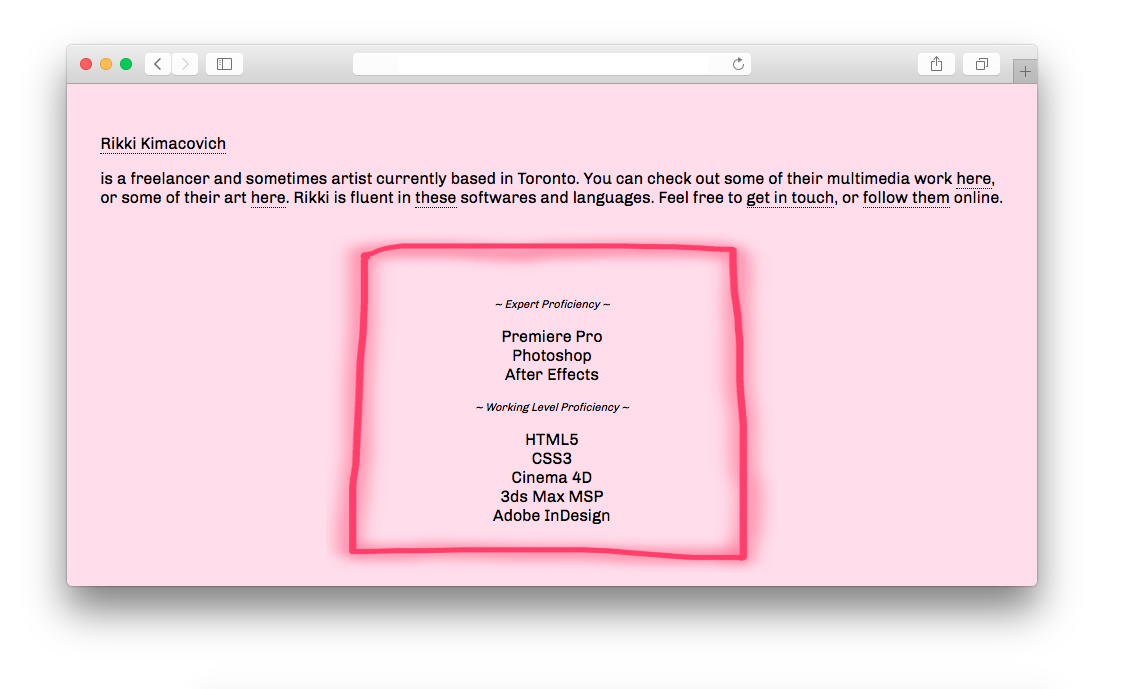 Rikki Kimacovich
is a freelancer and sometimes artist currently based in Toronto. You can check out some of their multimedia work here,
or some of their art here. Rikki is fluent in these softwares and languages. Feel free to get in touch, or follow them online.
~ Expert Proficiency ~
Premiere Pro
Photoshop
After Effects
~ Working Level Proficiency ~
HTML5
CSS3
Cinema 4D
3ds Max MSP
Adobe InDesign